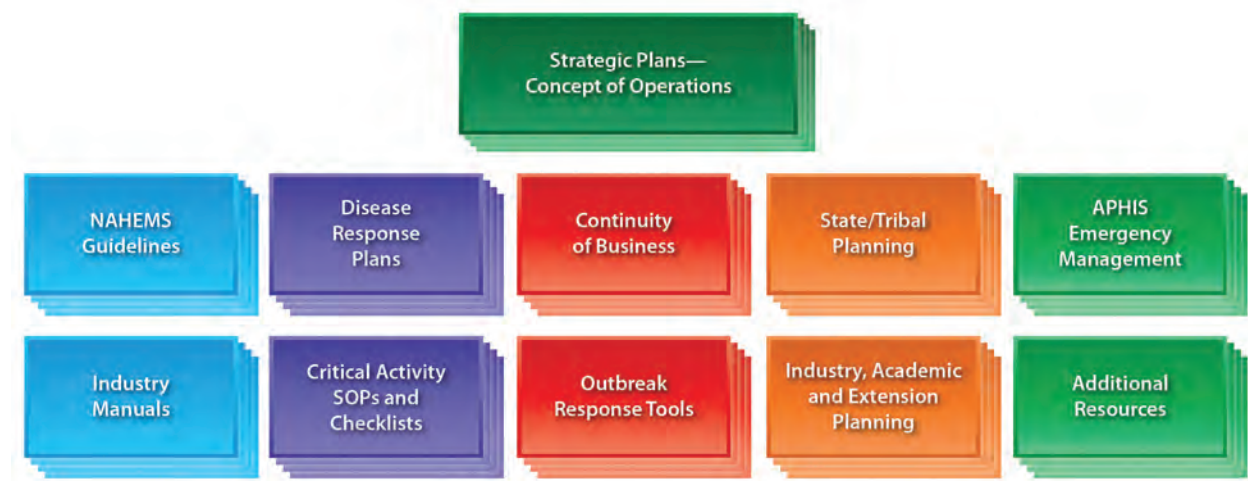 Strategic Plans—
Concept of Operations
NAHEMS
Guidelines
Disease
Response
Plans
Continuity
of Business
State/Tribal
Planning
APHIS
Emergency
Management
Industry
Manuals
Critical Activity
SOPs and
Checklists
Outbreak
Response Tools
Industry, Academic
and Extension
Planning
Additional
Resources